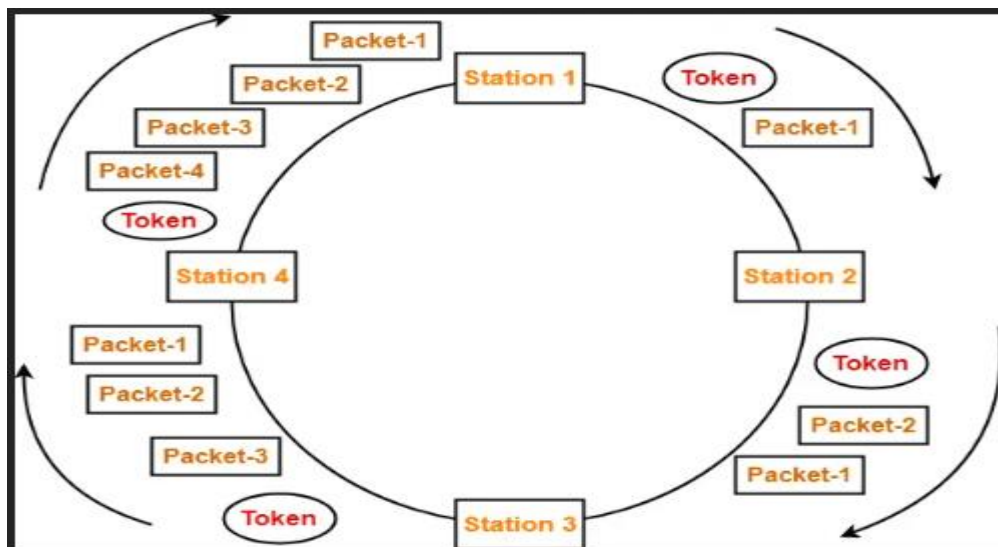 Packet-1
Station 1
Token
Packet-2
Packet-3
Packet-1
Packet-4
Token
Station 4
Station 2
Packet-1
Token
Packet-2
Packet-2
Packet-3
Packet-1
Token
Station 3